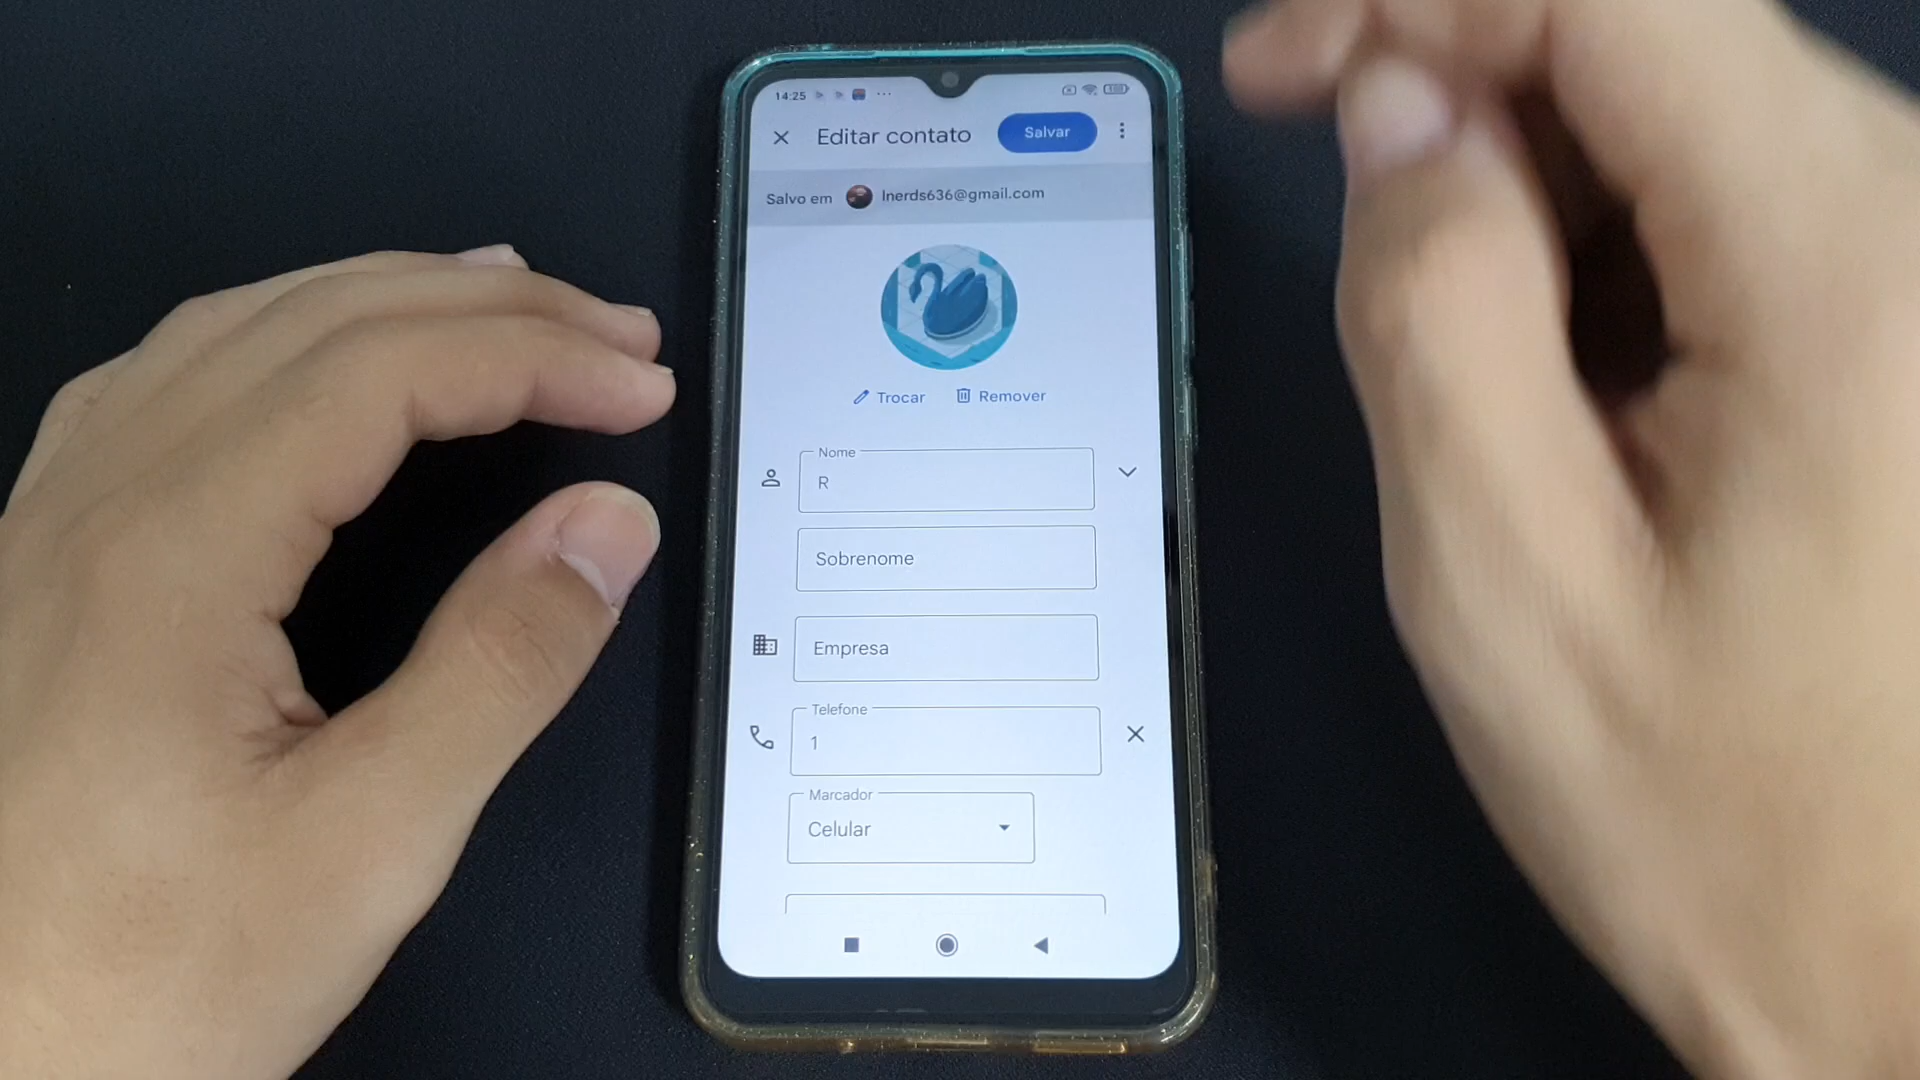 14:25
Editar contato
Salvar
Salvo em lnerds636@gmail.com
Trocar
Remover
Nome
R
Sobrenome
Empresa
Telefone
1
Marcador
Celular